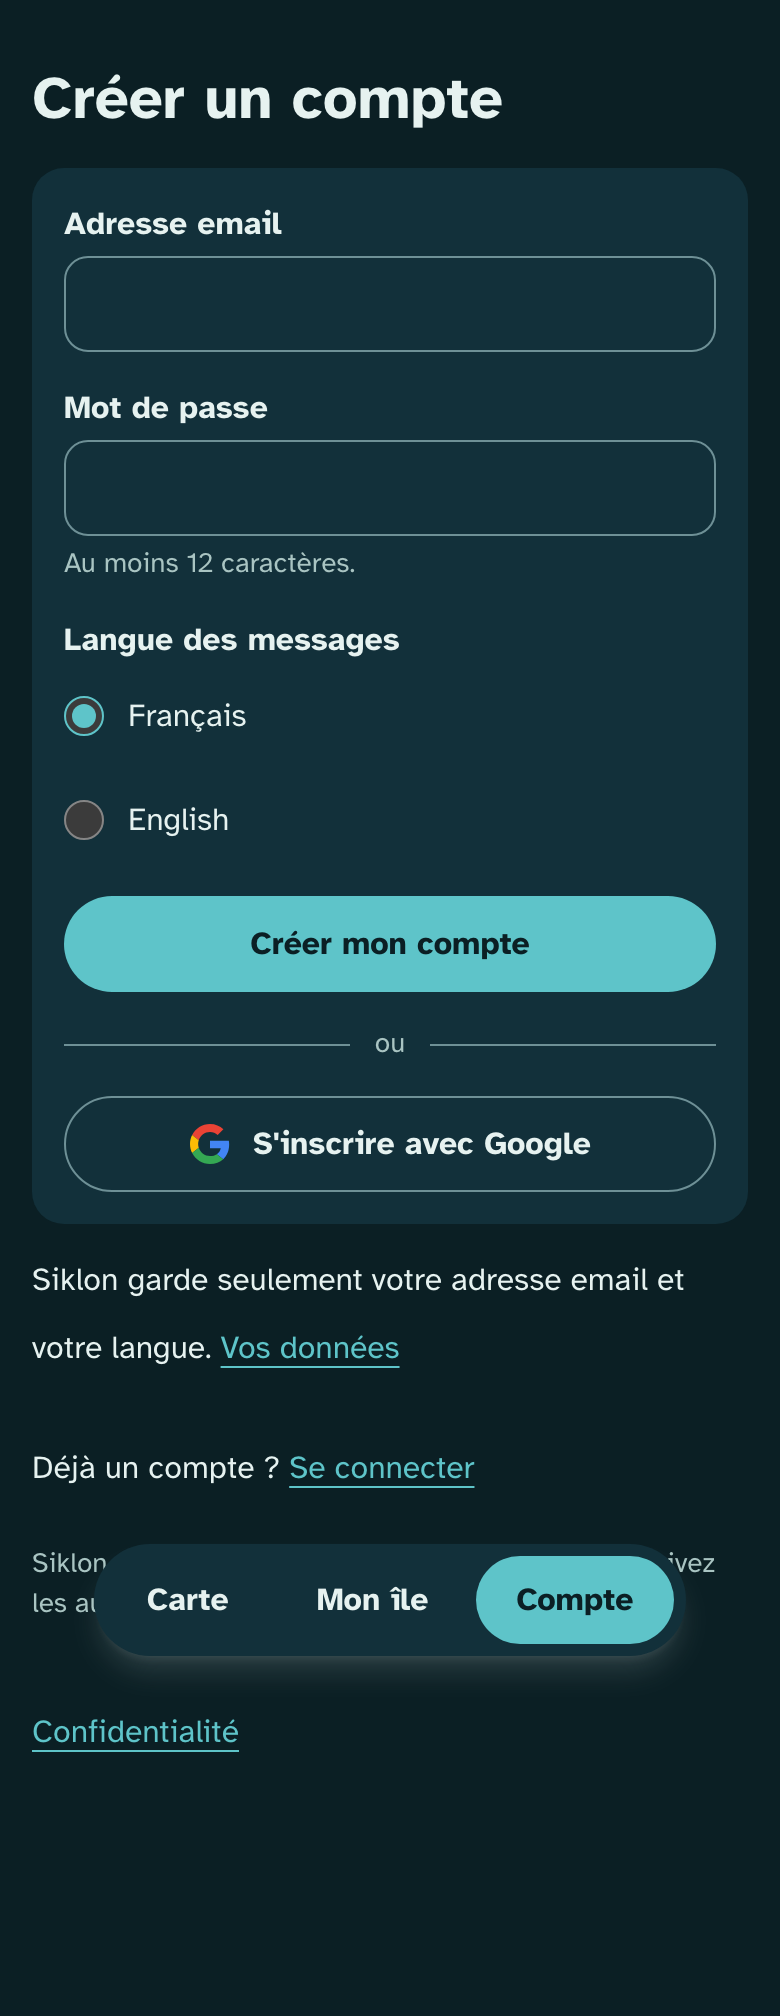 Créer un compte
Adresse email
Mot de passe
Au moins 12 caractères.
Langue des messages
Français
English
Créer mon compte
ou
S'inscrire avec Google
Siklon garde seulement votre adresse email et
votre langue. Vos données
Déjà un compte ? Se connecter
Siklon
les
Carte Mon île Compte
Confidentialité